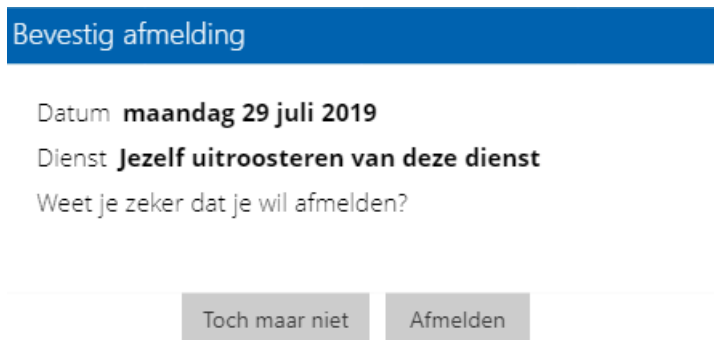 Bevestig afmelding
Datum maandag 29 juli 2019
Dienst Jezelf uitroosteren van deze dienst
Weet je zeker dat je wil afmelden?
Toch maar niet Afmelden